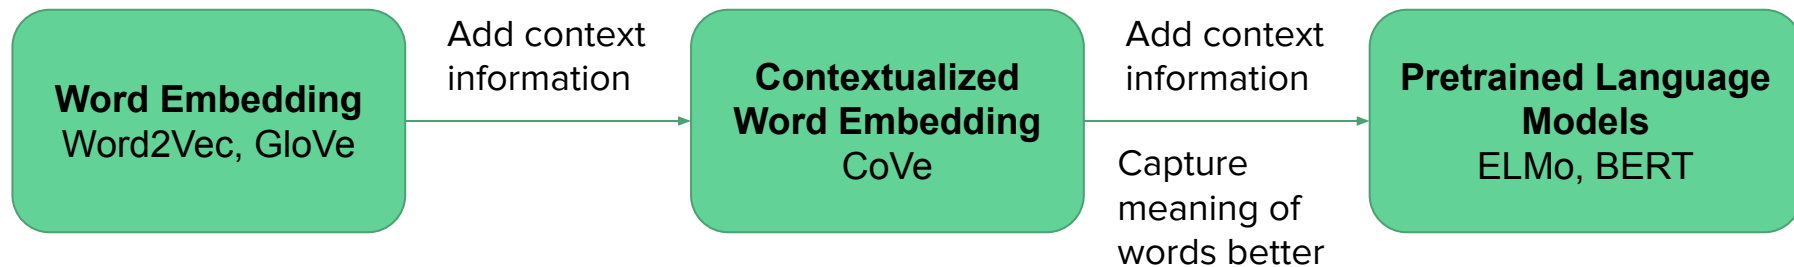 Word Embedding
Word2Vec, GloVe
Add context
information
Contextualized
Word Embedding
CoVe
Add context
information
Capture
meaning of
words better
Pretrained Language
Models
ELMo, BERT